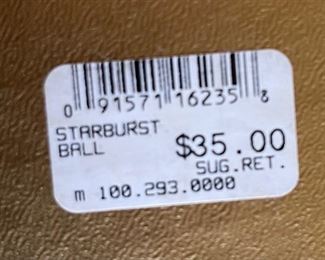 0 91571 16235 8
STARBURST
BALL
$35.00
SUG.RET.
m 100.293.0000